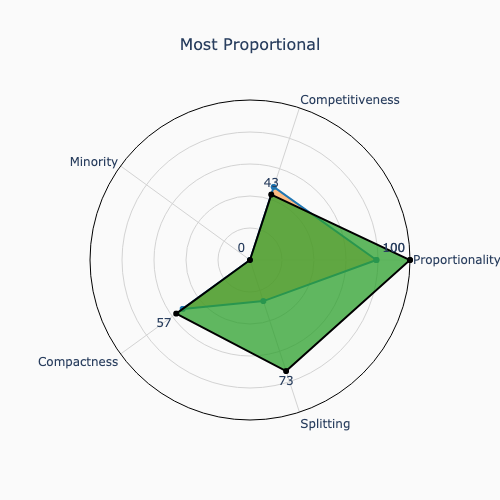 Most Proportional
Competitiveness
Minority
43
0
100
Proportionality
57
Compactness
73
Splitting